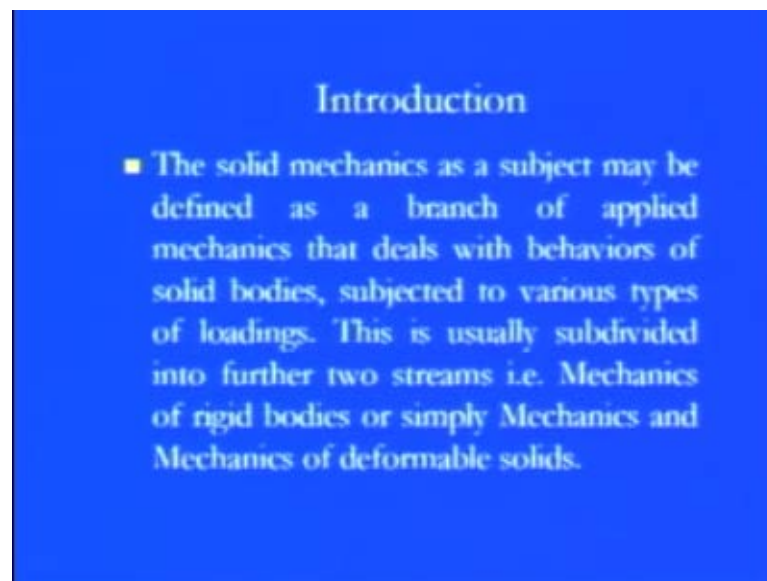 Introduction
The solid mechanics as a subject may be
defined as a branch of applied
mechanics that deals with behaviors of
solid bodies, subjected to various types
of loadings. This is usually subdivided
into further two streams i.e. Mechanics
of rigid bodies or simply Mechanics and
Mechanics of deformable solids.